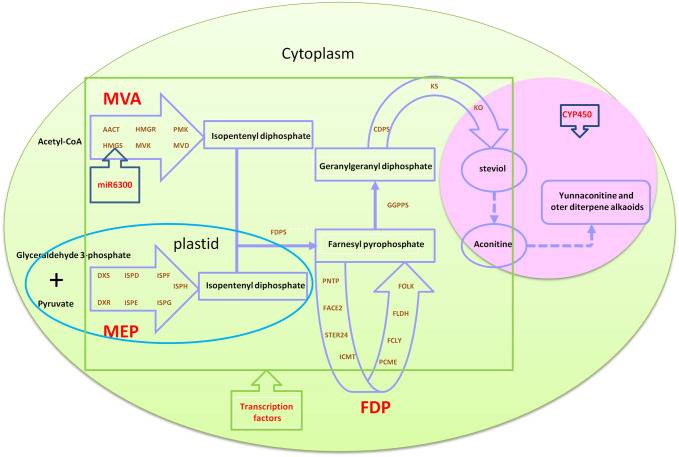 Cytoplasm
MVA
Acetyl-CoA
AACT HMGR PMK
HMGS MVK MVD
miR6300
Isopentenyl diphosphate
CDPS
KS
KO
CYP450
Geranylgeranyl diphosphate
steviol
GGPPS
Yunnaconitine and
oter diterpene alkaoids
plastid
FDPS
Farnesyl pyrophosphate
Aconitine
Glyceraldehyde 3-phosphate
+
Pyruvate
DXS ISPD ISPF
ISPH
DXR ISPE ISPG
MEP
Isopentenyl diphosphate
PNTP
FACE2
STER24
ICMT
FOLK
FLDH
FCLY
PCME
FDP
Transcription
factors